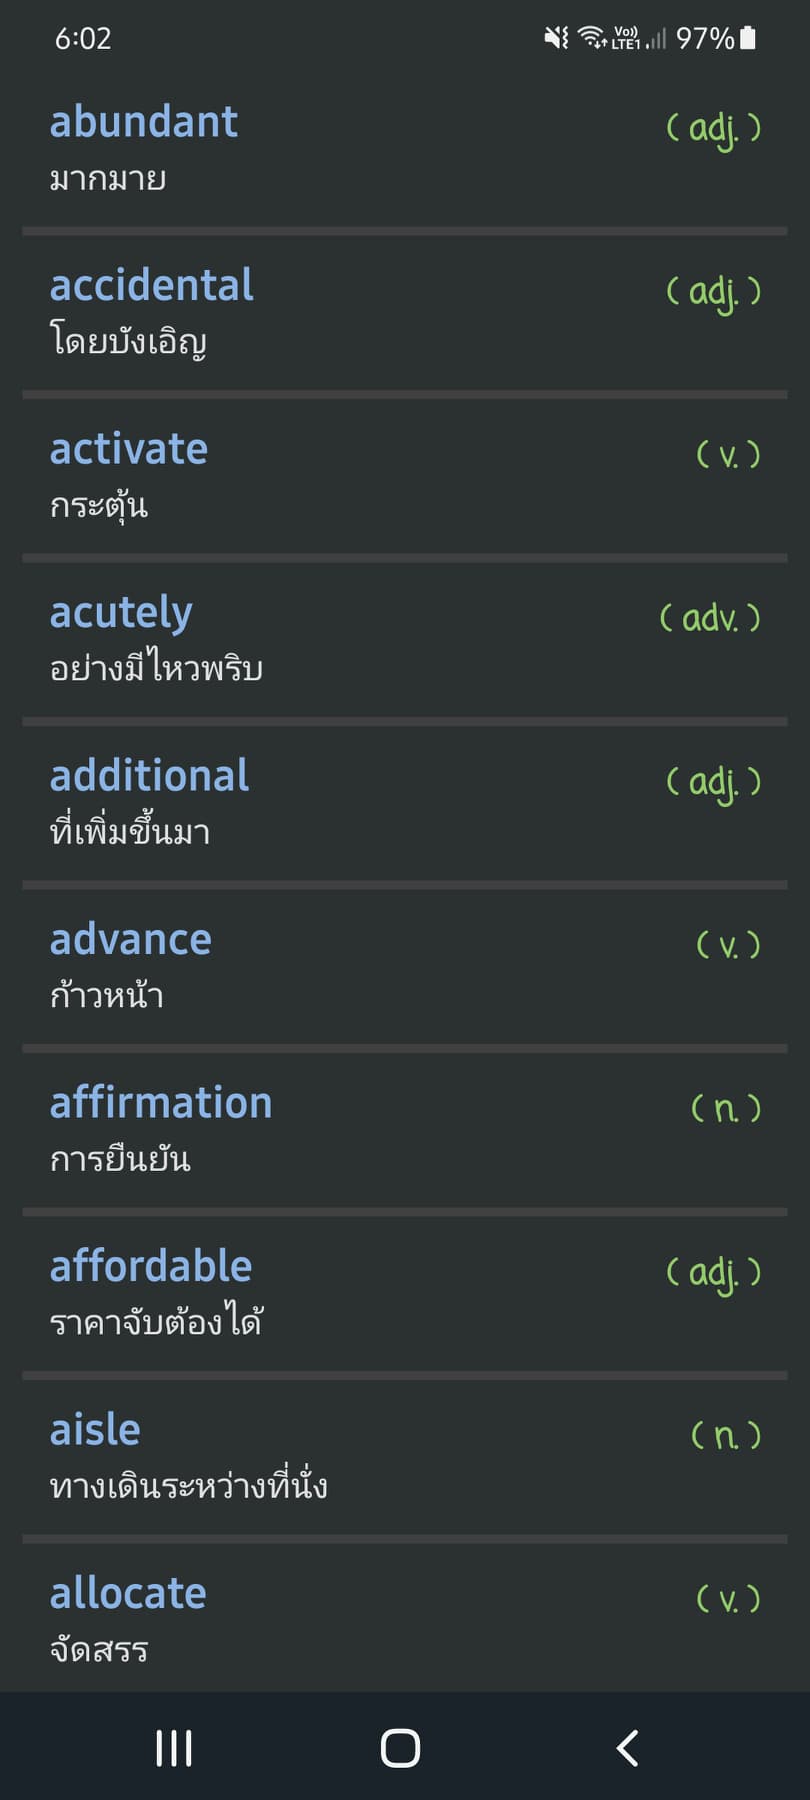 6:02 Vo)) LTE1 97%
abundant (adj.)
มากมาย
accidental (adj.)
โดยบังเอิญ
activate (v.)
กระตุ้น
acutely (adv.)
อย่างมีไหวพริบ
additional (adj.)
ที่เพิ่มขึ้นมา
advance (v.)
ก้าวหน้า
affirmation (n.)
การยืนยัน
affordable (adj.)
ราคาจับต้องได้
aisle (n.)
ทางเดินระหว่างที่นั่ง
allocate (v.)
จัดสรร